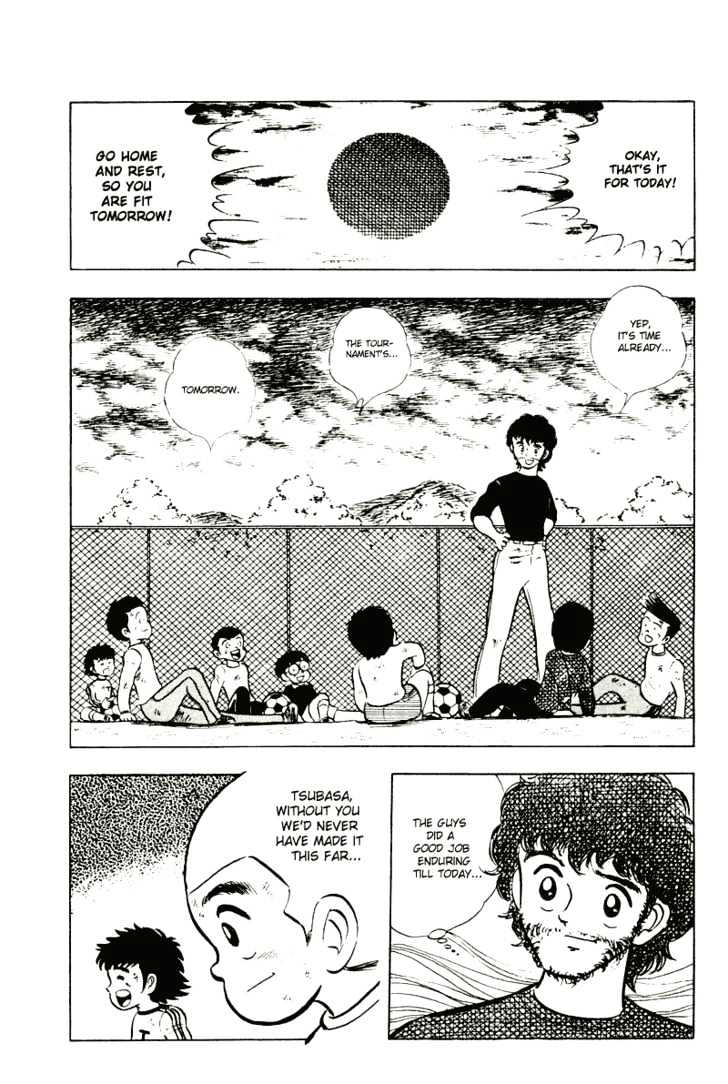 OKAY,
THAT'S IT
FOR TODAY!
GO HOME
AND REST,
SO YOU
ARE FIT
TOMORROW!
YEP,
IT'S TIME
ALREADY...
THE TOUR-
NAMENT'S...
TOMORROW.
THE GUYS
DID A
GOOD JOB
ENDURING
TILL TODAY...
TSUBASA,
WITHOUT YOU
WE'D NEVER
HAVE MADE IT
THIS FAR...
T